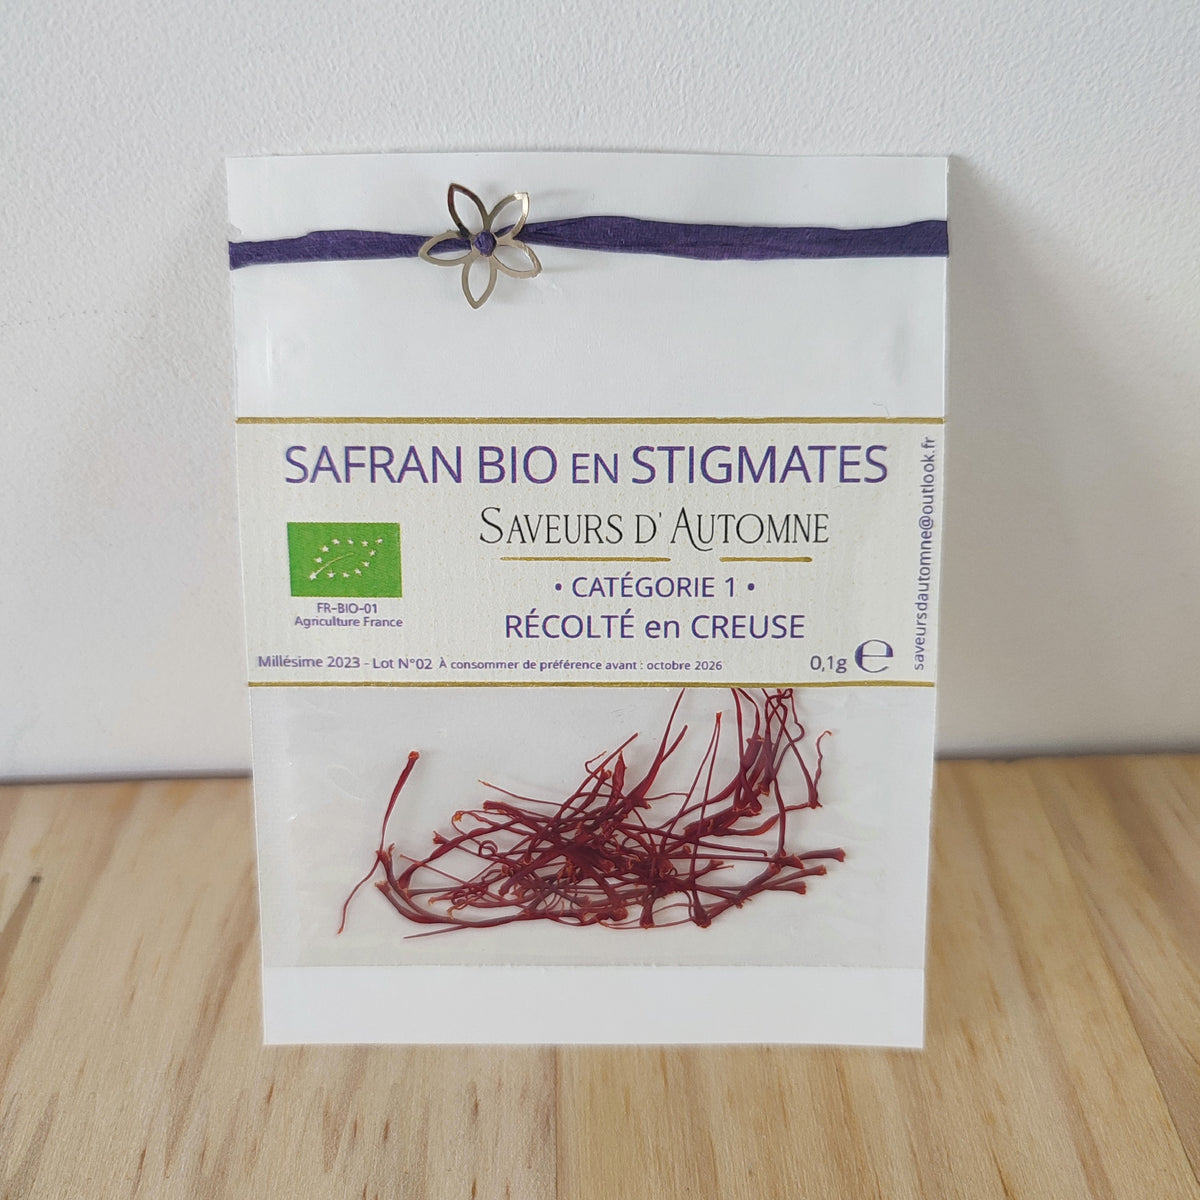 SAFRAN BIO EN STIGMATES
SAVEURS D'AUTOMNE
• CATÉGORIE 1 •
RÉCOLTÉ en CREUSE
FR-BIO-01
Agriculture France
Millésime 2023 - Lot N°02 À consommer de préférence avant : octobre 2026
0,1g ℮
saveursdautomne@outlook.fr